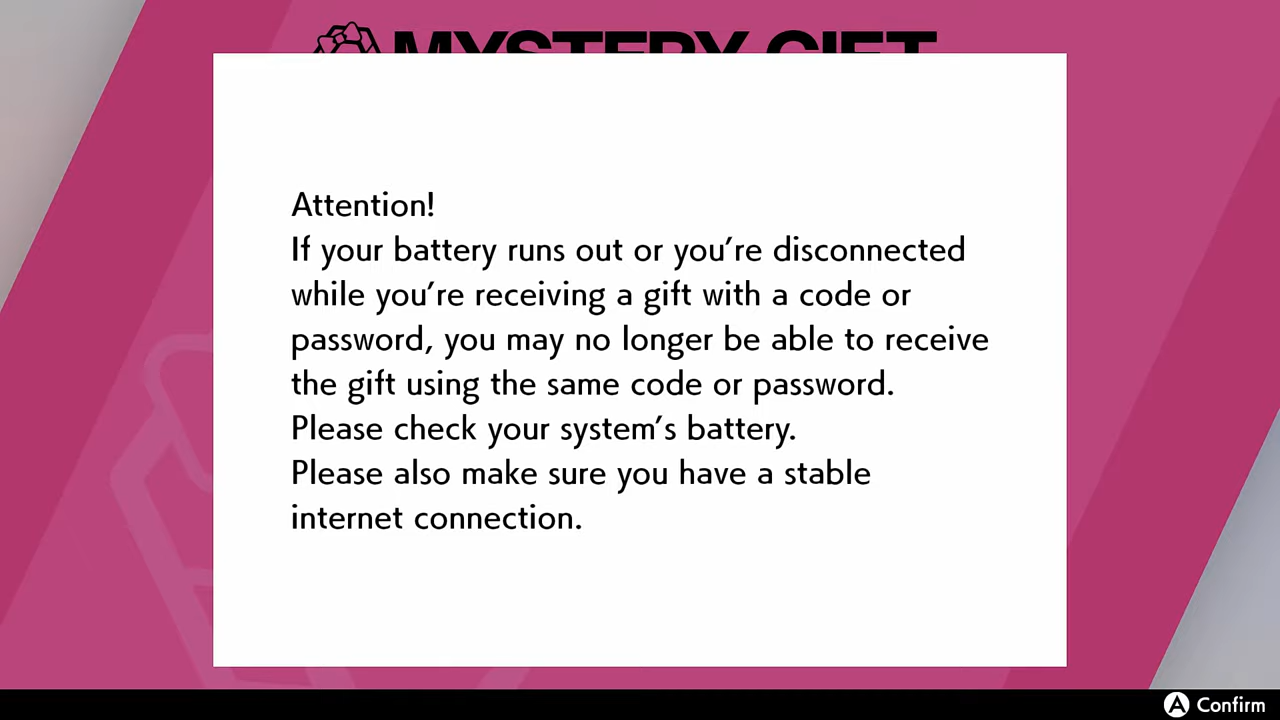 MYSTERY GIFT
Attention!
If your battery runs out or you’re disconnected
while you’re receiving a gift with a code or
password, you may no longer be able to receive
the gift using the same code or password.
Please check your system’s battery.
Please also make sure you have a stable
internet connection.
A Confirm